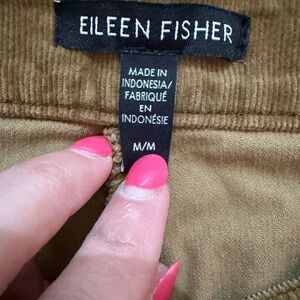 EILEEN FISHER
MADE IN
INDONESIA/
FABRIQUÉ
EN
INDONÉSIE
M/M